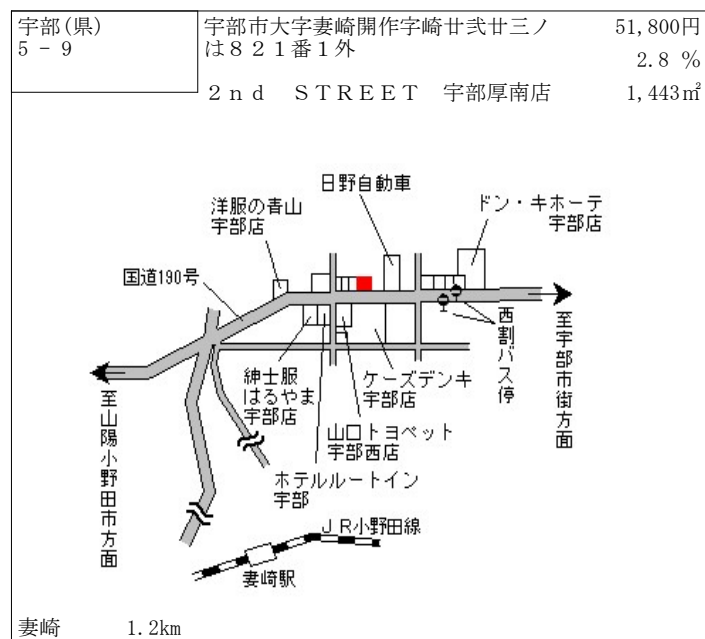 宇部(県)
5 - 9
宇部市大字妻崎開作字崎廿弐廿三ノ
は８２１番１外
51,800円
2.8 %
２ｎｄ　ＳＴＲＥＥＴ　宇部厚南店
1,443㎡
日野自動車
洋服の青山
宇部店
ドン・キホーテ
宇部店
国道190号
至山陽小野田市方面
紳士服
はるやま
宇部店
ケーズデンキ
宇部店
西割バス停
至宇部市街方面
山口トヨペット
宇部西店
ホテルルートイン
宇部
ＪＲ小野田線
妻崎駅
妻崎　　1.2km